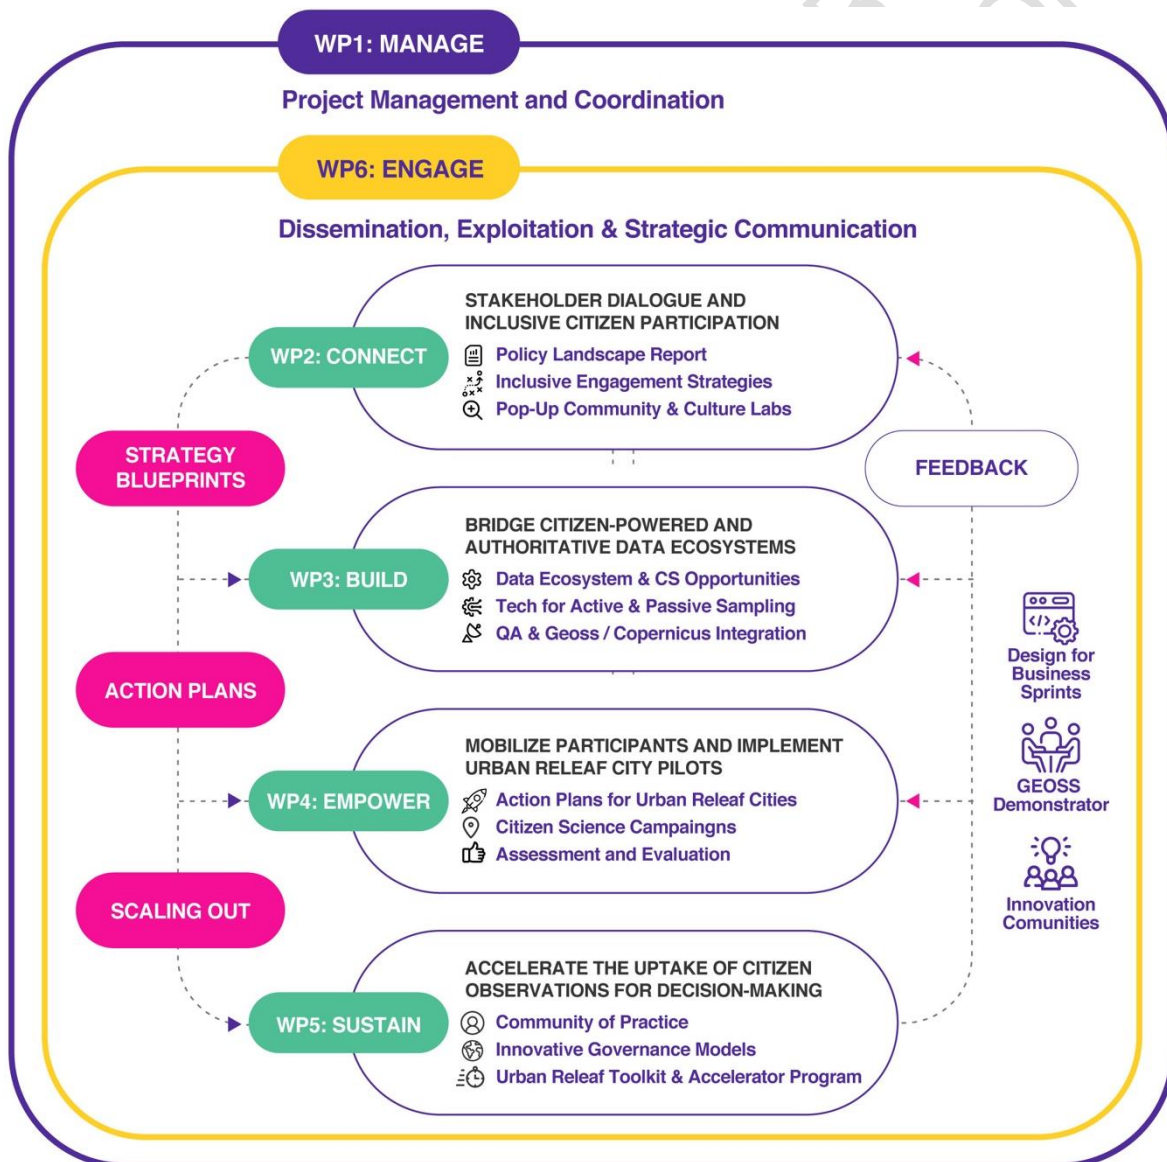 WP1: MANAGE
Project Management and Coordination
WP6: ENGAGE
Dissemination, Exploitation & Strategic Communication
WP2: CONNECT
STAKEHOLDER DIALOGUE AND
INCLUSIVE CITIZEN PARTICIPATION
Policy Landscape Report
Inclusive Engagement Strategies
Pop-Up Community & Culture Labs
STRATEGY
BLUEPRINTS
FEEDBACK
WP3: BUILD
BRIDGE CITIZEN-POWERED AND
AUTHORITATIVE DATA ECOSYSTEMS
Data Ecosystem & CS Opportunities
Tech for Active & Passive Sampling
QA & Geoss / Copernicus Integration
Design for
Business
Sprints
ACTION PLANS
WP4: EMPOWER
MOBILIZE PARTICIPANTS AND IMPLEMENT
URBAN RELEAF CITY PILOTS
Action Plans for Urban Releaf Cities
Citizen Science Campaingns
Assessment and Evaluation
GEOSS
Demonstrator
SCALING OUT
Innovation
Comunities
WP5: SUSTAIN
ACCELERATE THE UPTAKE OF CITIZEN
OBSERVATIONS FOR DECISION-MAKING
Community of Practice
Innovative Governance Models
Urban Releaf Toolkit & Accelerator Program